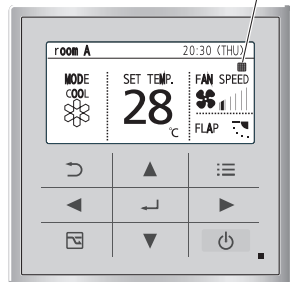 room A 20:30 (THU)
MODE SET TEMP. FAN SPEED
COOL
28
°C
FLAP